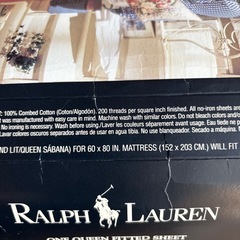 : 100% Combed Cotton (Coton/Algodón). 200 threads per square inch finished. All no-iron sheets are
t was manufactured with easy care in mind. Machine wash with similar colors. Do not bleach colors and/or
No ironing is necessary. Machine Wash before using./Laver les couleurs séparément avant usage. Eau tiède
Lavar colores oscuros separados antes de usar en agua tibia. No use blanqueador. Secado a máquina.
ND LIT/QUEEN SÁBANA) FOR 60 x 80 IN. MATTRESS (152 x 203 CM.) WILL FIT
RALPH LAUREN
ONE QUEEN FITTED SHEET